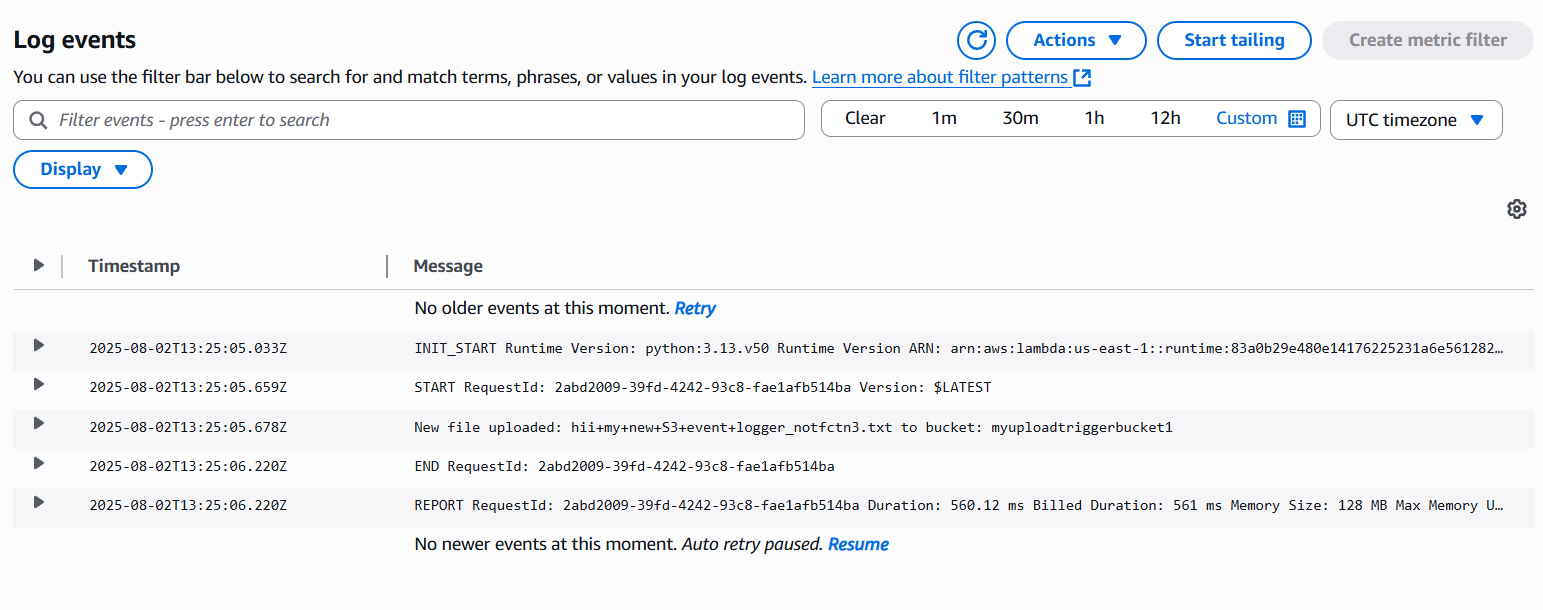 Log events
Actions
Start tailing
Create metric filter
You can use the filter bar below to search for and match terms, phrases, or values in your log events. Learn more about filter patterns
Filter events - press enter to search
Clear 1m 30m 1h 12h Custom
UTC timezone
Display
Timestamp Message
No older events at this moment. Retry
2025-08-02T13:25:05.033Z INIT_START Runtime Version: python:3.13.v50 Runtime Version ARN: arn:aws:lambda:us-east-1::runtime:83a0b29e480e14176225231a6e561282…
2025-08-02T13:25:05.659Z START RequestId: 2abd2009-39fd-4242-93c8-fae1afb514ba Version: $LATEST
2025-08-02T13:25:05.678Z New file uploaded: hii+my+new+S3+event+logger_notfctn3.txt to bucket: myuploadtriggerbucket1
2025-08-02T13:25:06.220Z END RequestId: 2abd2009-39fd-4242-93c8-fae1afb514ba
2025-08-02T13:25:06.220Z REPORT RequestId: 2abd2009-39fd-4242-93c8-fae1afb514ba Duration: 560.12 ms Billed Duration: 561 ms Memory Size: 128 MB Max Memory U…
No newer events at this moment. Auto retry paused. Resume